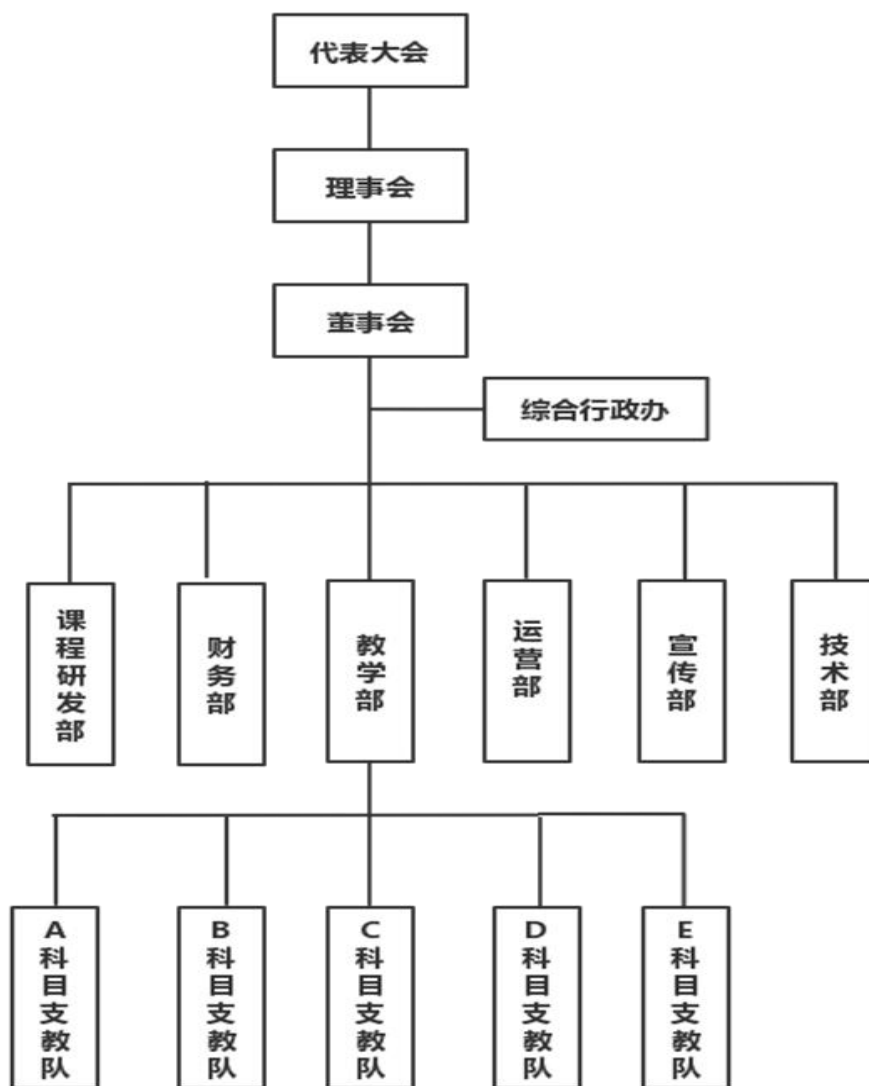 代表大会
理事会
董事会
综合行政办
课程研发部
财务部
教学部
运营部
宣传部
技术部
A科目支教队
B科目支教队
C科目支教队
D科目支教队
E科目支教队